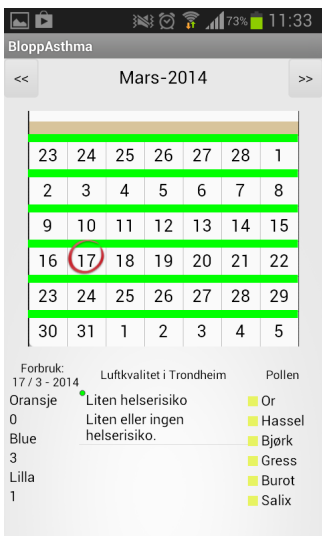 73% 11:33
BloppAsthma
<< Mars-2014 >>
23 24 25 26 27 28 1
2 3 4 5 6 7 8
9 10 11 12 13 14 15
16 17 18 19 20 21 22
23 24 25 26 27 28 29
30 31 1 2 3 4 5
Forbruk:
17 / 3 - 2014
Oransje
0
Blue
3
Lilla
1
Luftkvalitet i Trondheim
Liten helserisiko
Liten eller ingen
helserisiko.
Pollen
Or
Hassel
Bjørk
Gress
Burot
Salix